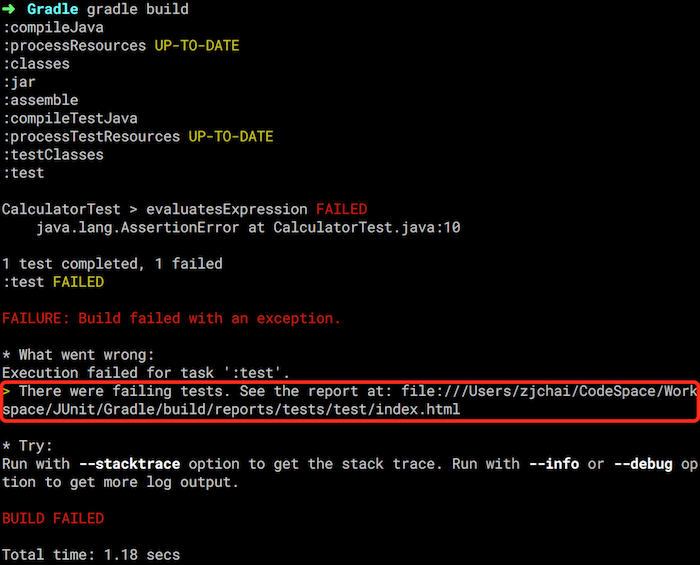 ➜ Gradle gradle build
:compileJava
:processResources UP-TO-DATE
:classes
:jar
:assemble
:compileTestJava
:processTestResources UP-TO-DATE
:testClasses
:test
CalculatorTest > evaluatesExpression FAILED
java.lang.AssertionError at CalculatorTest.java:10
1 test completed, 1 failed
:test FAILED
FAILURE: Build failed with an exception.
* What went wrong:
Execution failed for task ':test'.
> There were failing tests. See the report at: file:///Users/zjchai/CodeSpace/Work
space/JUnit/Gradle/build/reports/tests/test/index.html
* Try:
Run with --stacktrace option to get the stack trace. Run with --info or --debug op
tion to get more log output.
BUILD FAILED
Total time: 1.18 secs